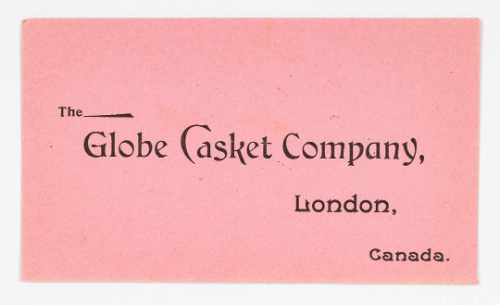 The
Globe Casket Company,
London,
Canada.